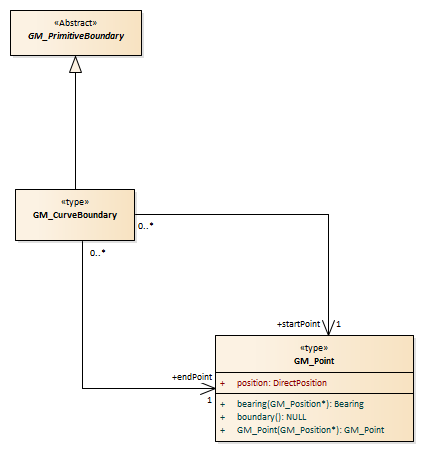 «Abstract»
GM_PrimitiveBoundary
«type»
GM_CurveBoundary
0..*
0..*
+startPoint
1
+endPoint
1
«type»
GM_Point
+ position: DirectPosition
+ bearing(GM_Position*): Bearing
+ boundary(): NULL
+ GM_Point(GM_Position*): GM_Point